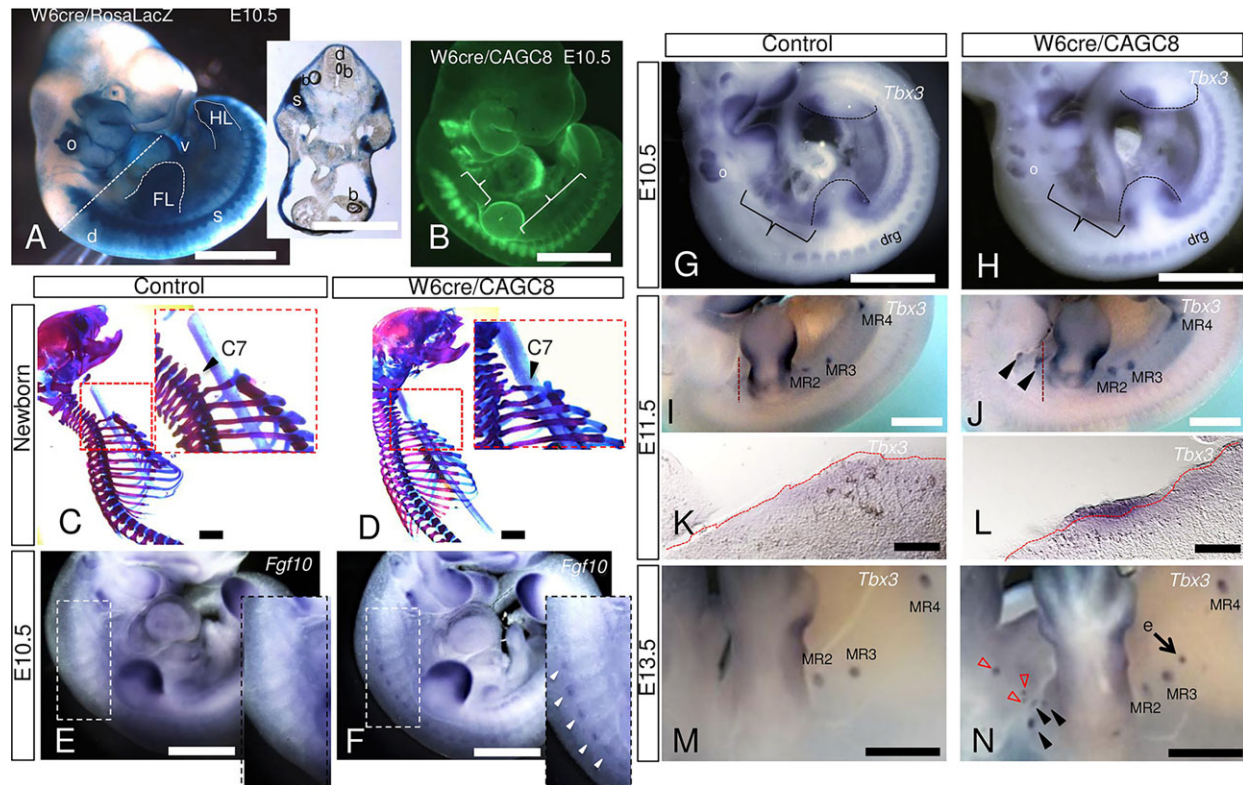 W6cre/RosaLacZ E10.5
HL
o
v
FL
s
A
d
d
b
b
s
b
W6cre/CAGC8 E10.5
B
Control
W6cre/CAGC8
Newborn
C7
C
C7
D
E10.5
Fgf10
E
Fgf10
F
Control
W6cre/CAGC8
E10.5
Tbx3
o
drg
G
Tbx3
o
drg
H
E11.5
Tbx3
MR4
MR3
MR2
I
Tbx3
MR4
MR3
MR2
J
Tbx3
K
Tbx3
L
E13.5
Tbx3
MR4
MR3
MR2
M
Tbx3
MR4
e
MR3
MR2
N